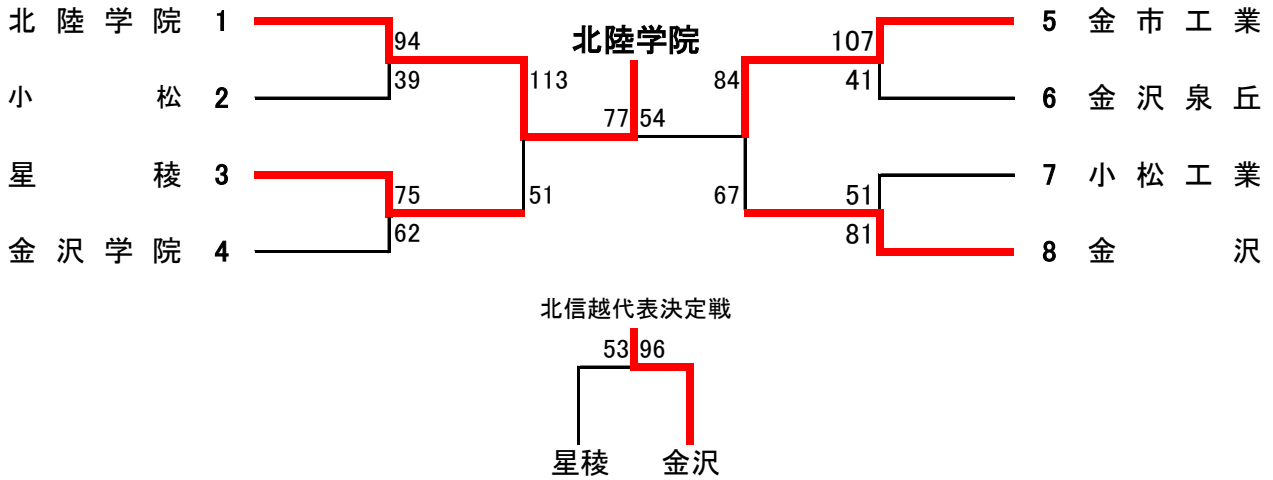 北陸学院 1
94
39
小松 2
113
星稜 3
75
62
51
金沢学院 4
北陸学院
77 54
5 金市工業
107
41
84
6 金沢泉丘
7 小松工業
51
81
67
8 金沢
北信越代表決定戦
53 96
星稜 金沢